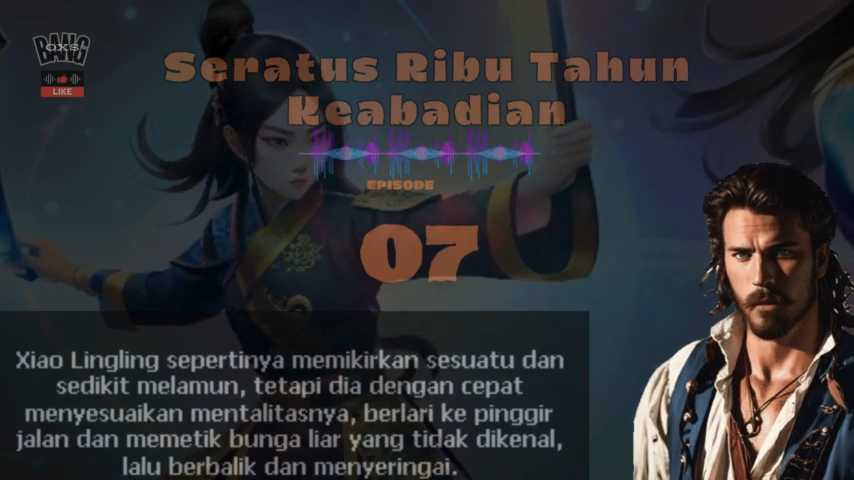 OXS
BANG
LIKE
Seratus Ribu Tahun
Keabadian
EPISODE
07
Xiao Lingling sepertinya memikirkan sesuatu dan
sedikit melamun, tetapi dia dengan cepat
menyesuaikan mentalitasnya, berlari ke pinggir
jalan dan memetik bunga liar yang tidak dikenal,
lalu berbalik dan menyeringai.